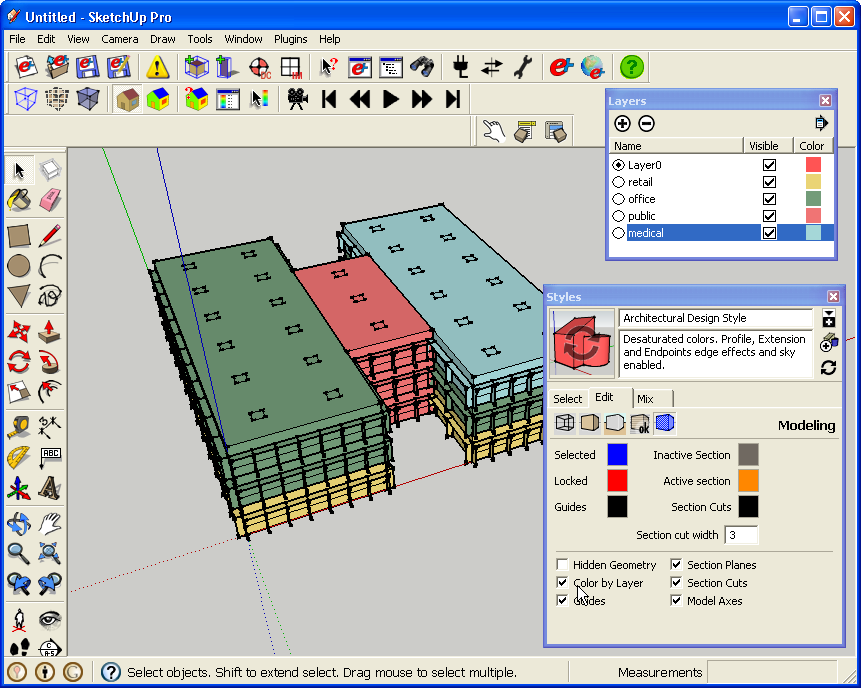 Untitled - SketchUp Pro
File Edit View Camera Draw Tools Window Plugins Help
Layers
Name Visible Color
Layer0
retail
office
public
medical
Styles
Architectural Design Style
Desaturated colors. Profile, Extension
and Endpoints edge effects and sky
enabled.
Select Edit Mix
Modeling
Selected Inactive Section
Locked Active section
Guides Section Cuts
Section cut width 3
Hidden Geometry Section Planes
Color by Layer Section Cuts
Guides Model Axes
ABC
Select objects. Shift to extend select. Drag mouse to select multiple. Measurements